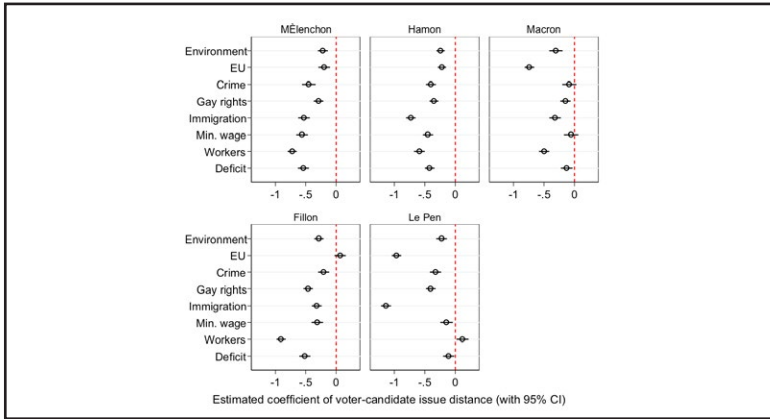 MÊlenchon
Hamon
Macron
Environment
EU
Crime
Gay rights
Immigration
Min. wage
Workers
Deficit
-1 -.5 0
-1 -.5 0
-1 -.5 0
Fillon
Le Pen
Environment
EU
Crime
Gay rights
Immigration
Min. wage
Workers
Deficit
-1 -.5 0
-1 -.5 0
Estimated coefficient of voter-candidate issue distance (with 95% CI)